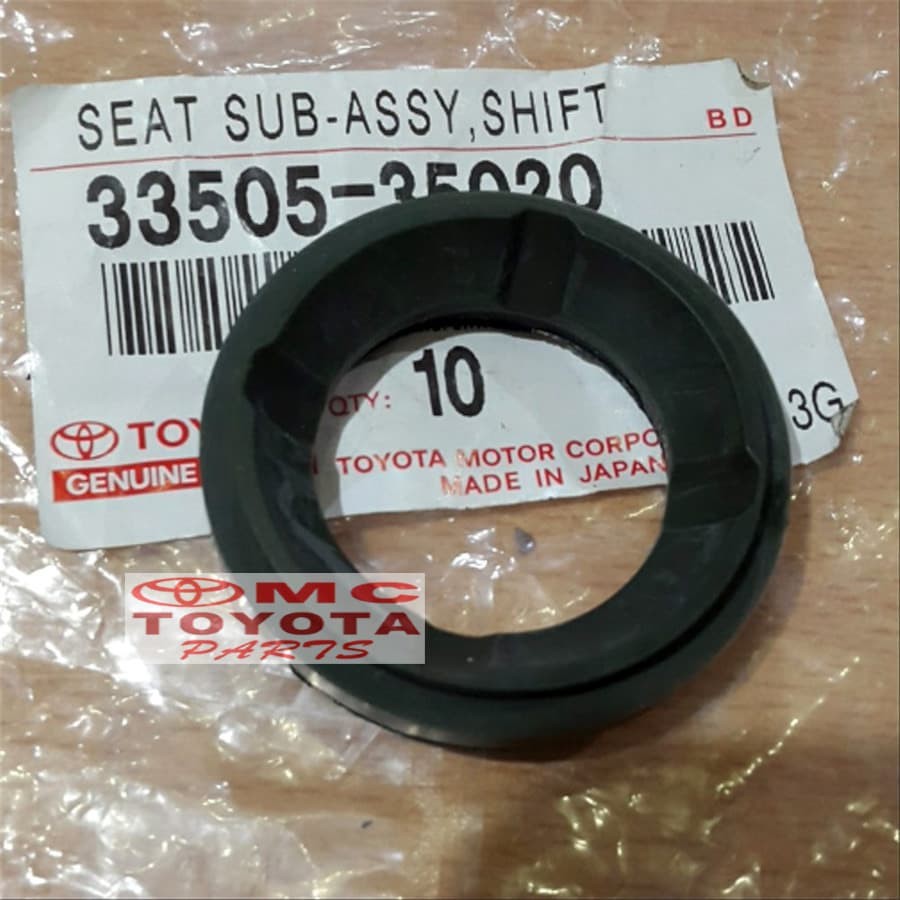 SEAT SUB-ASSY,SHIFT
BD
33505-35020
QTY: 10
3G
TOYOTA MOTOR CORPO
GENUINE
MADE IN JAPAN
MC
TOYOTA
PARTS